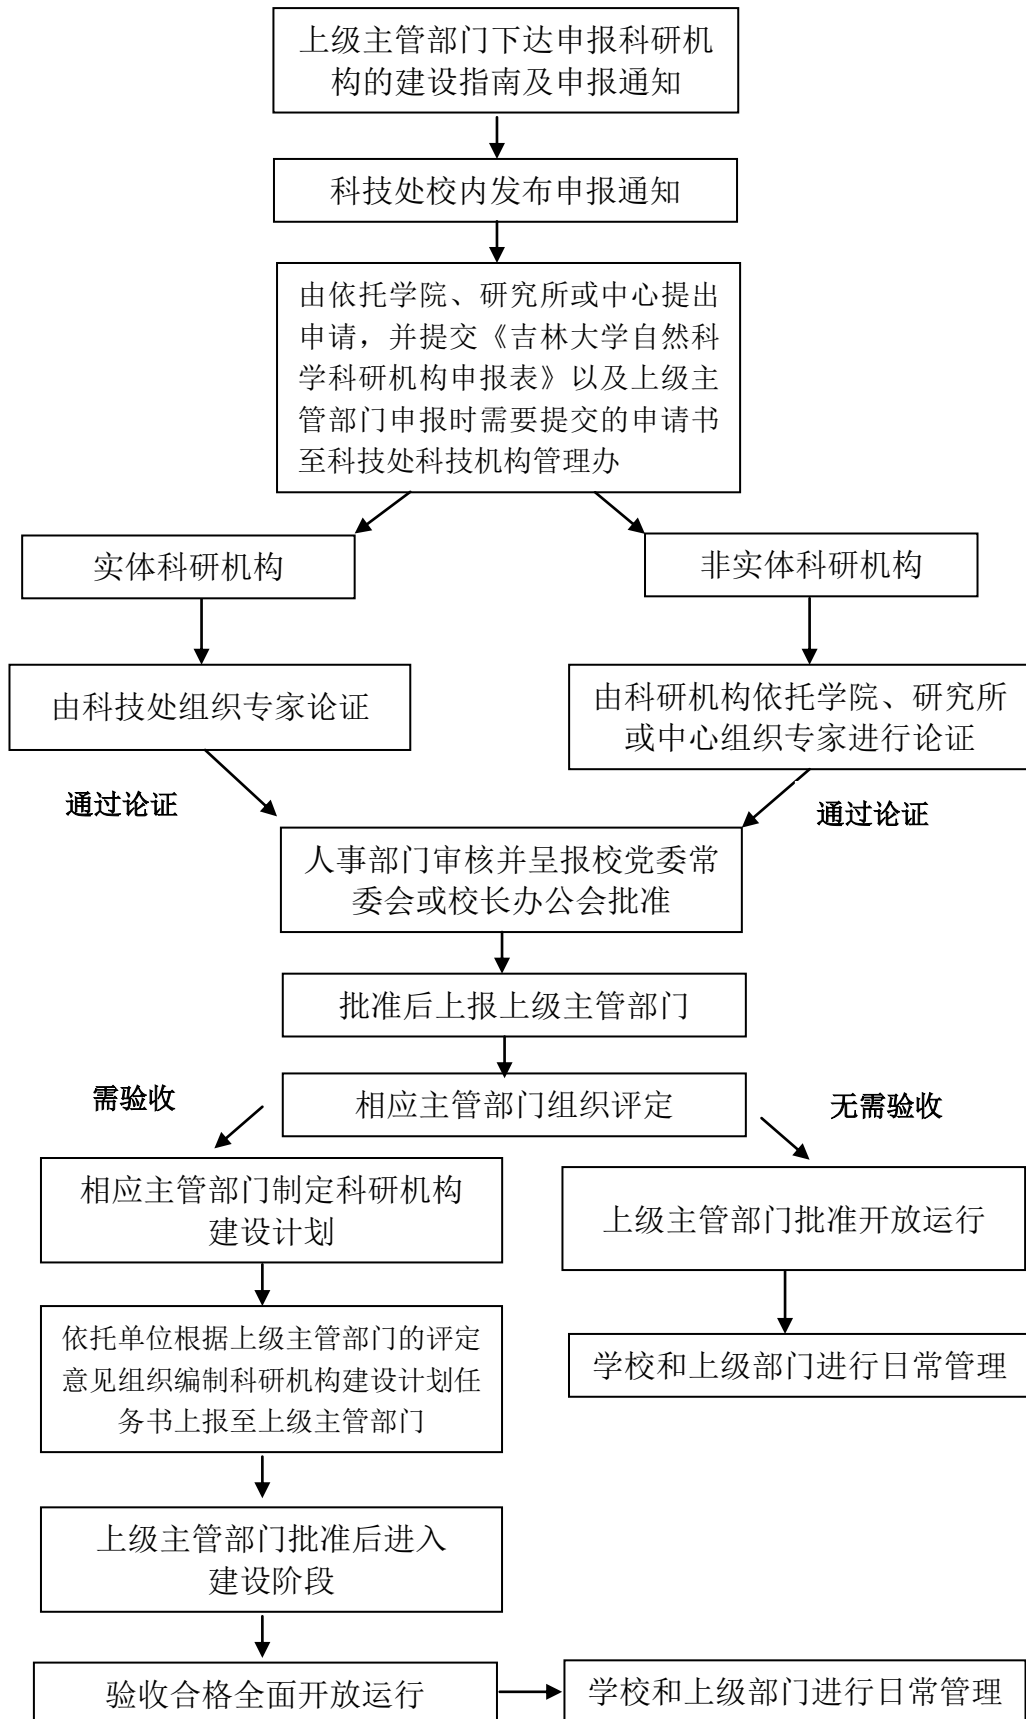 上级主管部门下达申报科研机
构的建设指南及申报通知
科技处校内发布申报通知
由依托学院、研究所或中心提出
申请，并提交《吉林大学自然科
学科研机构申报表》以及上级主
管部门申报时需要提交的申请书
至科技处科技机构管理办
实体科研机构
非实体科研机构
由科技处组织专家论证
由科研机构依托学院、研究所
或中心组织专家进行论证
通过论证
通过论证
人事部门审核并呈报校党委常
委会或校长办公会批准
批准后上报上级主管部门
需验收
相应主管部门组织评定
无需验收
相应主管部门制定科研机构
建设计划
上级主管部门批准开放运行
依托单位根据上级主管部门的评定
意见组织编制科研机构建设计划任
务书上报至上级主管部门
学校和上级部门进行日常管理
上级主管部门批准后进入
建设阶段
验收合格全面开放运行
学校和上级部门进行日常管理